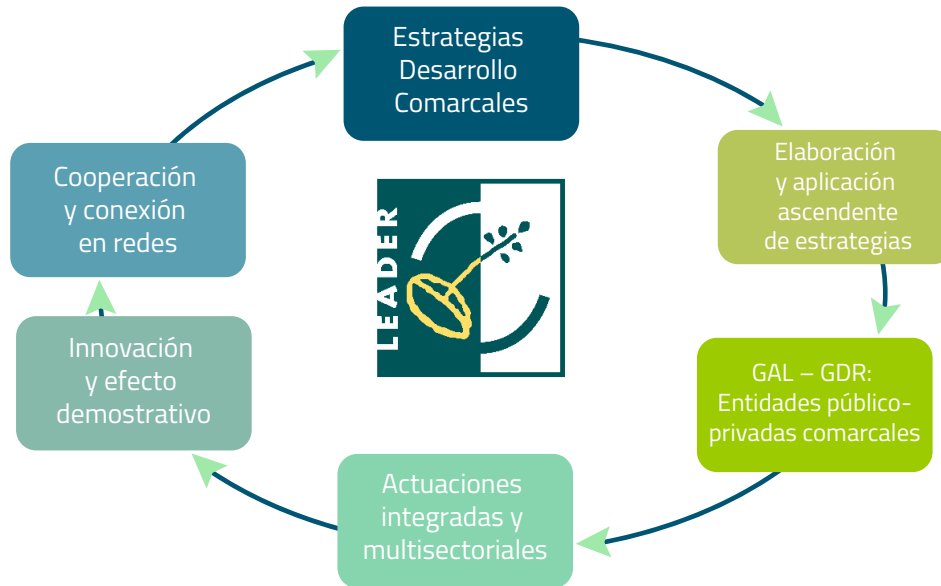 Estrategias
Desarrollo
Comarcales
Elaboración
y aplicación
ascendente
de estrategias
GAL – GDR:
Entidades público-
privadas comarcales
Actuaciones
integradas y
multisectoriales
Innovación
y efecto
demostrativo
Cooperación
y conexión
en redes
LEADER